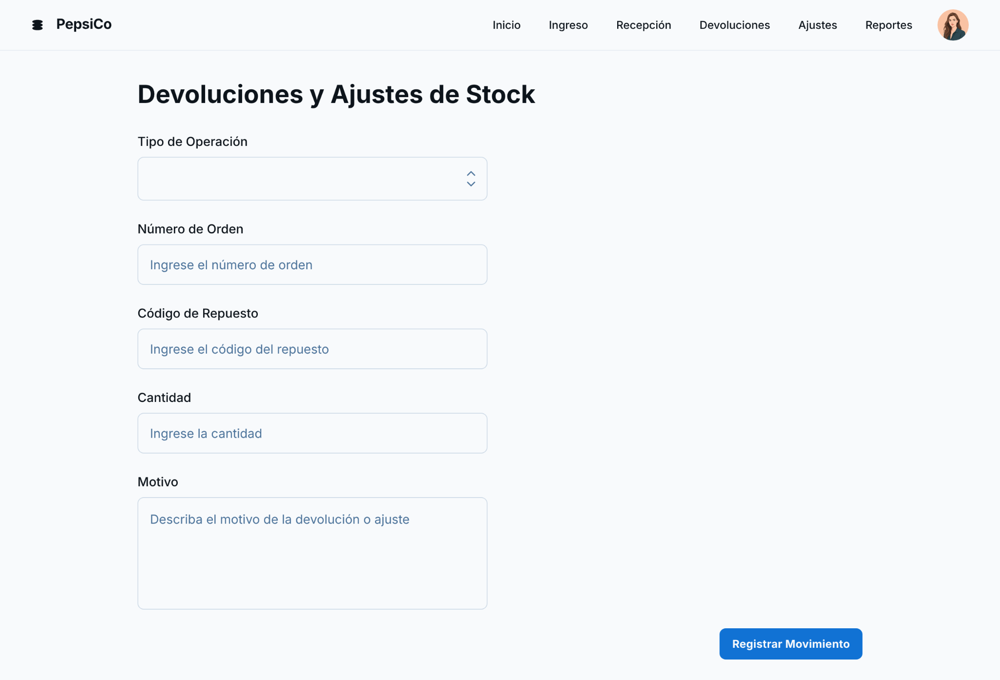 PepsiCo
Inicio
Ingreso
Recepción
Devoluciones
Ajustes
Reportes
Devoluciones y Ajustes de Stock
Tipo de Operación
Número de Orden
Ingrese el número de orden
Código de Repuesto
Ingrese el código del repuesto
Cantidad
Ingrese la cantidad
Motivo
Describa el motivo de la devolución o ajuste
Registrar Movimiento